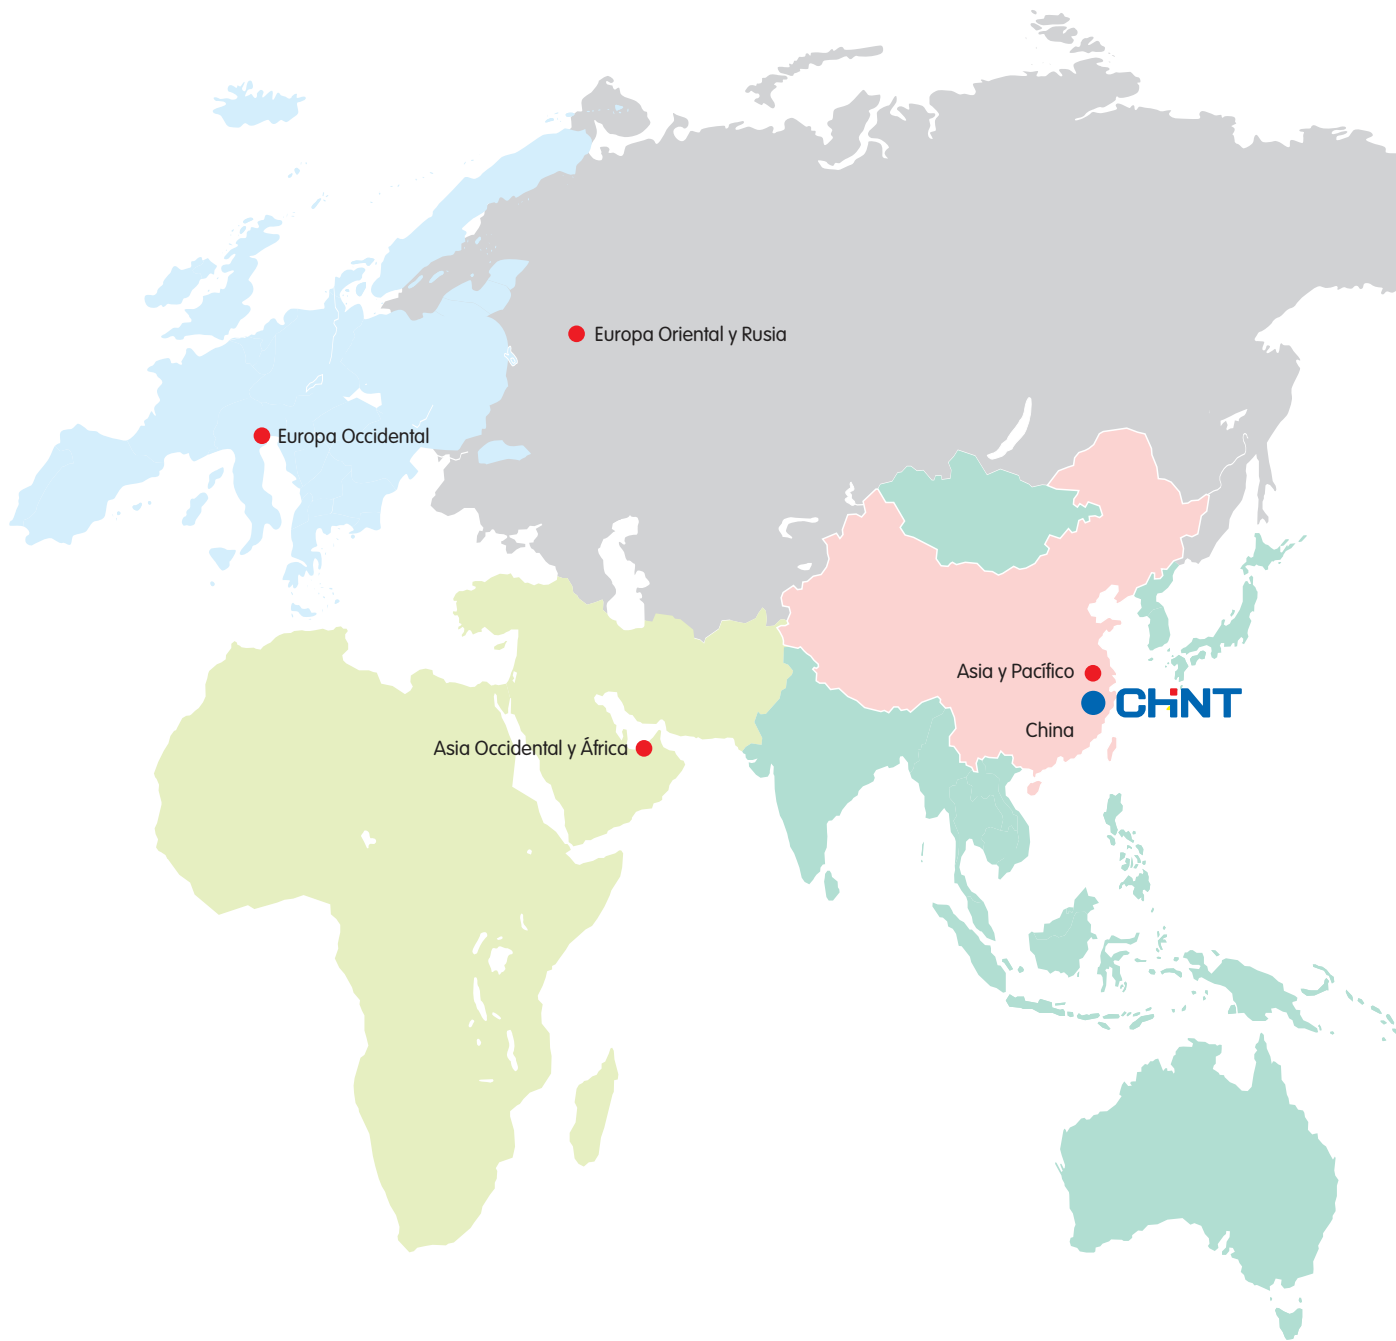 Europa Oriental y Rusia
Europa Occidental
Asia y Pacífico
CHNT
China
Asia Occidental y África